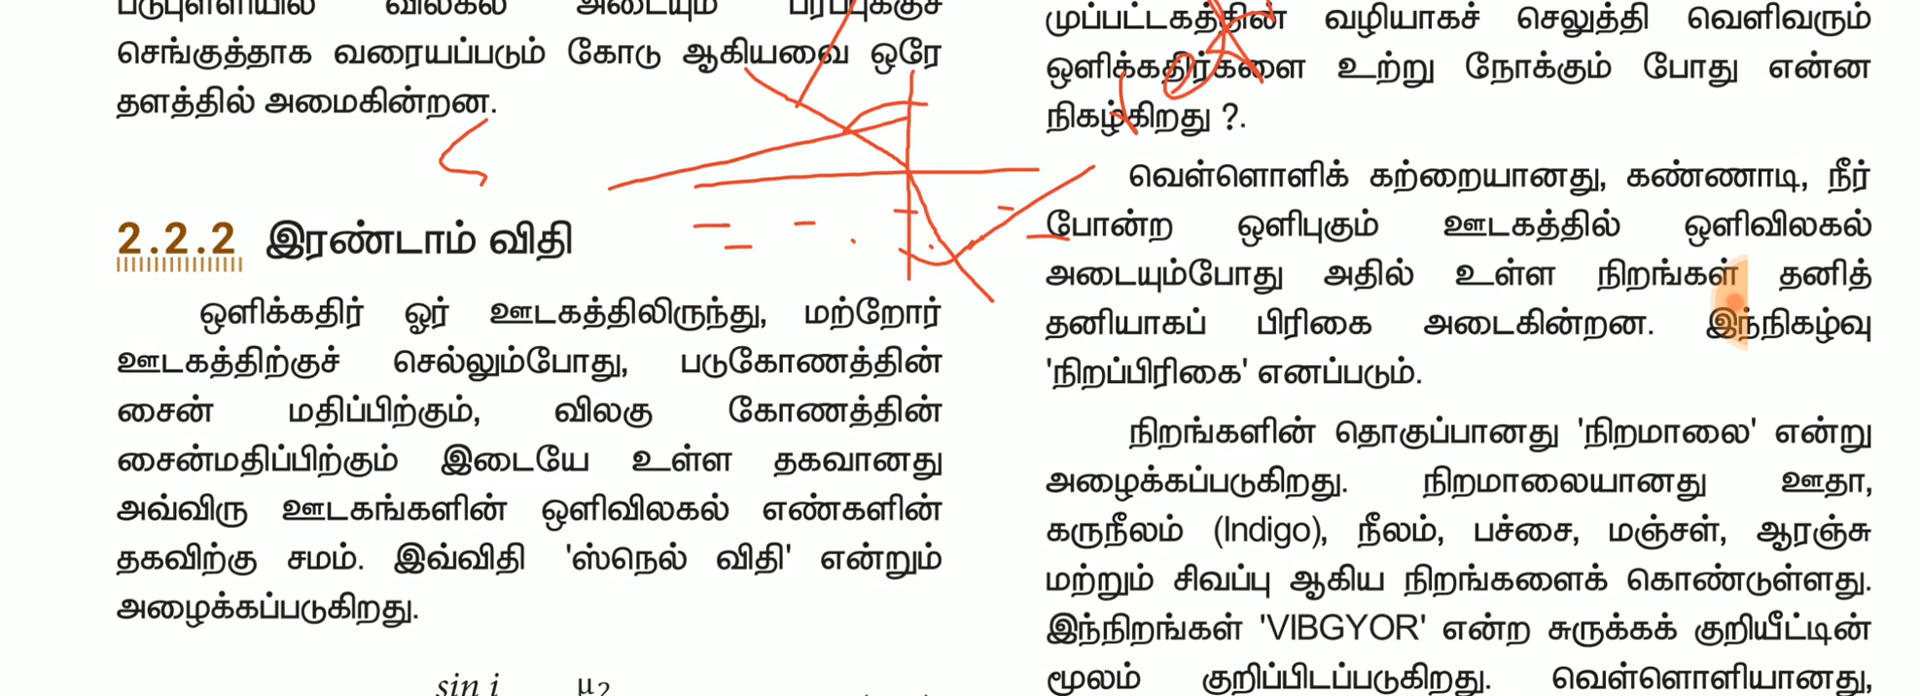 படுபுள்ளியில் விலகல் அடையும் பரப்புக்குச்
செங்குத்தாக வரையப்படும் கோடு ஆகியவை ஒரே
தளத்தில் அமைகின்றன.
2.2.2 இரண்டாம் விதி
ஒளிக்கதிர் ஓர் ஊடகத்திலிருந்து, மற்றோர்
ஊடகத்திற்குச் செல்லும்போது, படுகோணத்தின்
சைன் மதிப்பிற்கும், விலகு கோணத்தின்
சைன்மதிப்பிற்கும் இடையே உள்ள தகவானது
அவ்விரு ஊடகங்களின் ஒளிவிலகல் எண்களின்
தகவிற்கு சமம். இவ்விதி 'ஸ்நெல் விதி' என்றும்
அழைக்கப்படுகிறது.
sin i μ2
முப்பட்டகத்தின் வழியாகச் செலுத்தி வெளிவரும்
ஒளிக்கதிர்களை உற்று நோக்கும் போது என்ன
நிகழ்கிறது ?.
வெள்ளொளிக் கற்றையானது, கண்ணாடி, நீர்
போன்ற ஒளிபுகும் ஊடகத்தில் ஒளிவிலகல்
அடையும்போது அதில் உள்ள நிறங்கள் தனித்
தனியாகப் பிரிகை அடைகின்றன. இந்நிகழ்வு
'நிறப்பிரிகை' எனப்படும்.
நிறங்களின் தொகுப்பானது 'நிறமாலை' என்று
அழைக்கப்படுகிறது. நிறமாலையானது ஊதா,
கருநீலம் (Indigo), நீலம், பச்சை, மஞ்சள், ஆரஞ்சு
மற்றும் சிவப்பு ஆகிய நிறங்களைக் கொண்டுள்ளது.
இந்நிறங்கள் 'VIBGYOR' என்ற சுருக்கக் குறியீட்டின்
மூலம் குறிப்பிடப்படுகிறது. வெள்ளொளியானது,